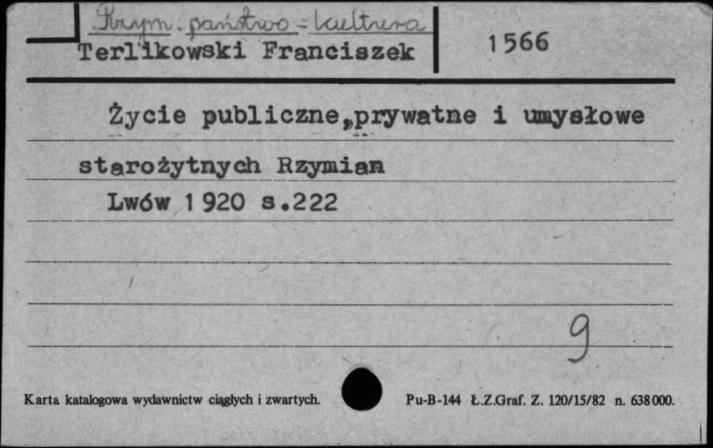 Rzym. państwo - kultura
Terlikowski Franciszek
1566
Życie publiczne,prywatne i umysłowe
starożytnych Rzymian
Lwów 1920 s.222
9
Karta katalogowa wydawnictw ciągłych i zwartych.
Pu-B-144 Ł.Z.Graf. Z. 120/15/82 n. 638000.